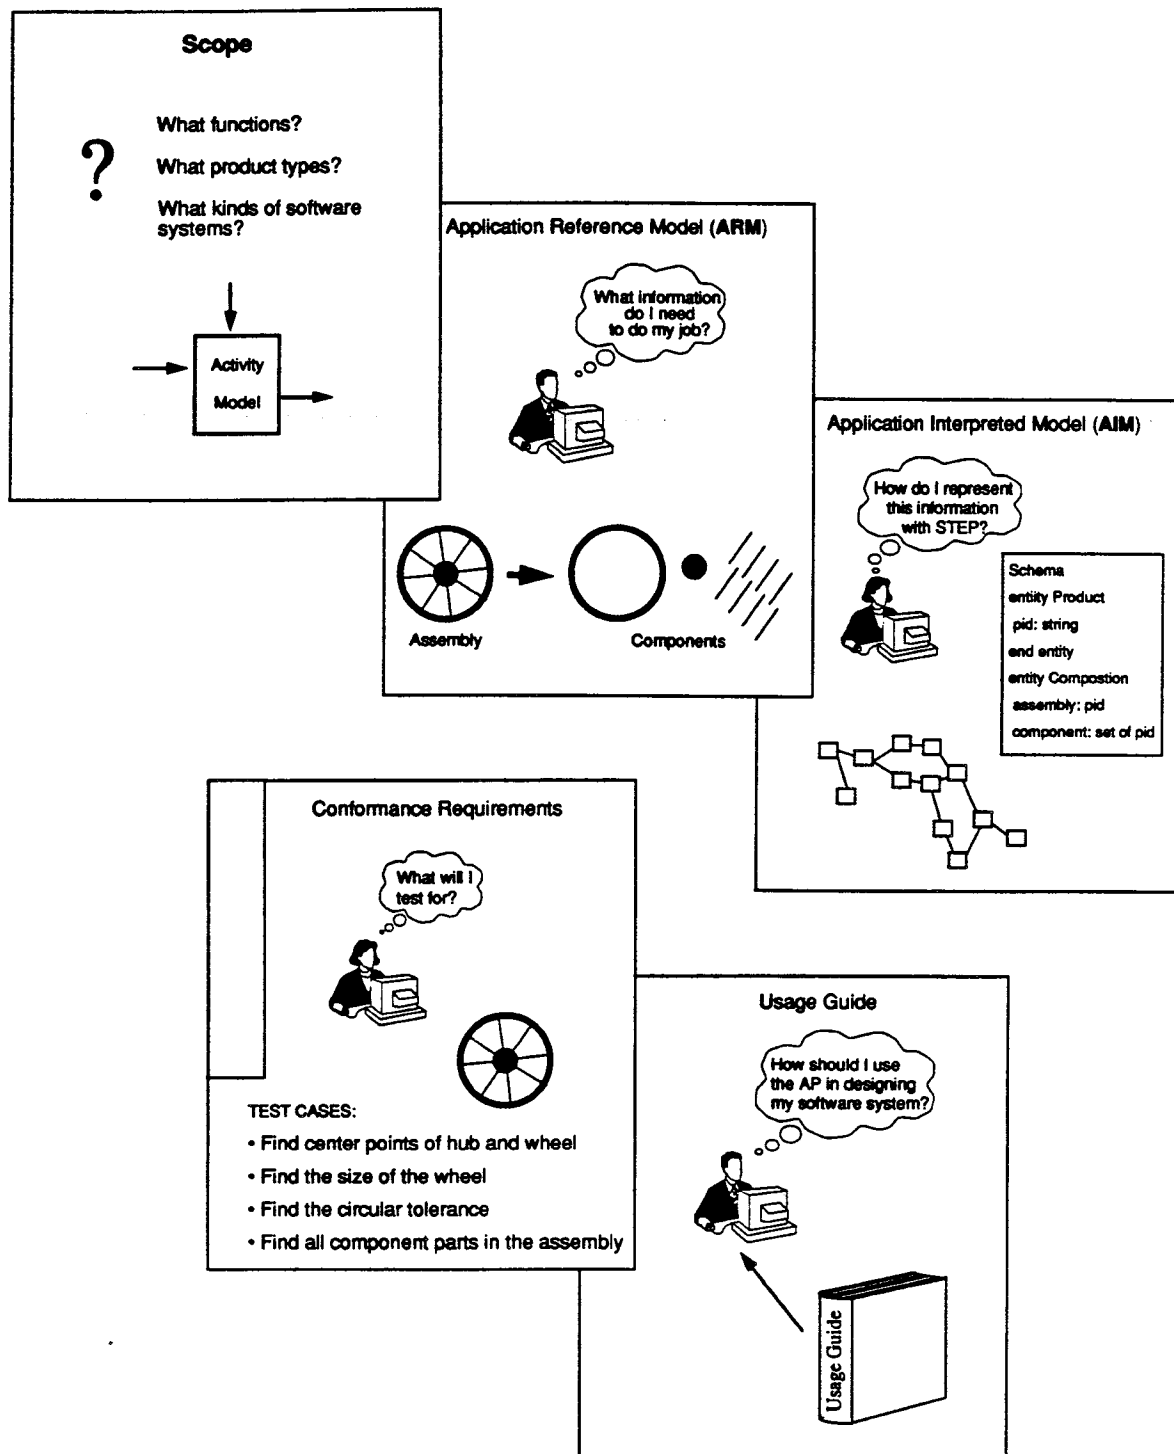 Scope
What functions?
What product types?
What kinds of software
systems?
Activity
Model
Application Reference Model (ARM)
What information
do I need
to do my job?
Assembly
Components
Application Interpreted Model (AIM)
How do I represent
this information
with STEP?
Schema
entity Product
pid: string
end entity
entity Compostion
assembly: pid
component: set of pid
Conformance Requirements
What will I
test for?
TEST CASES:
• Find center points of hub and wheel
• Find the size of the wheel
• Find the circular tolerance
• Find all component parts in the assembly
Usage Guide
How should I use
the AP in designing
my software system?
Usage Guide